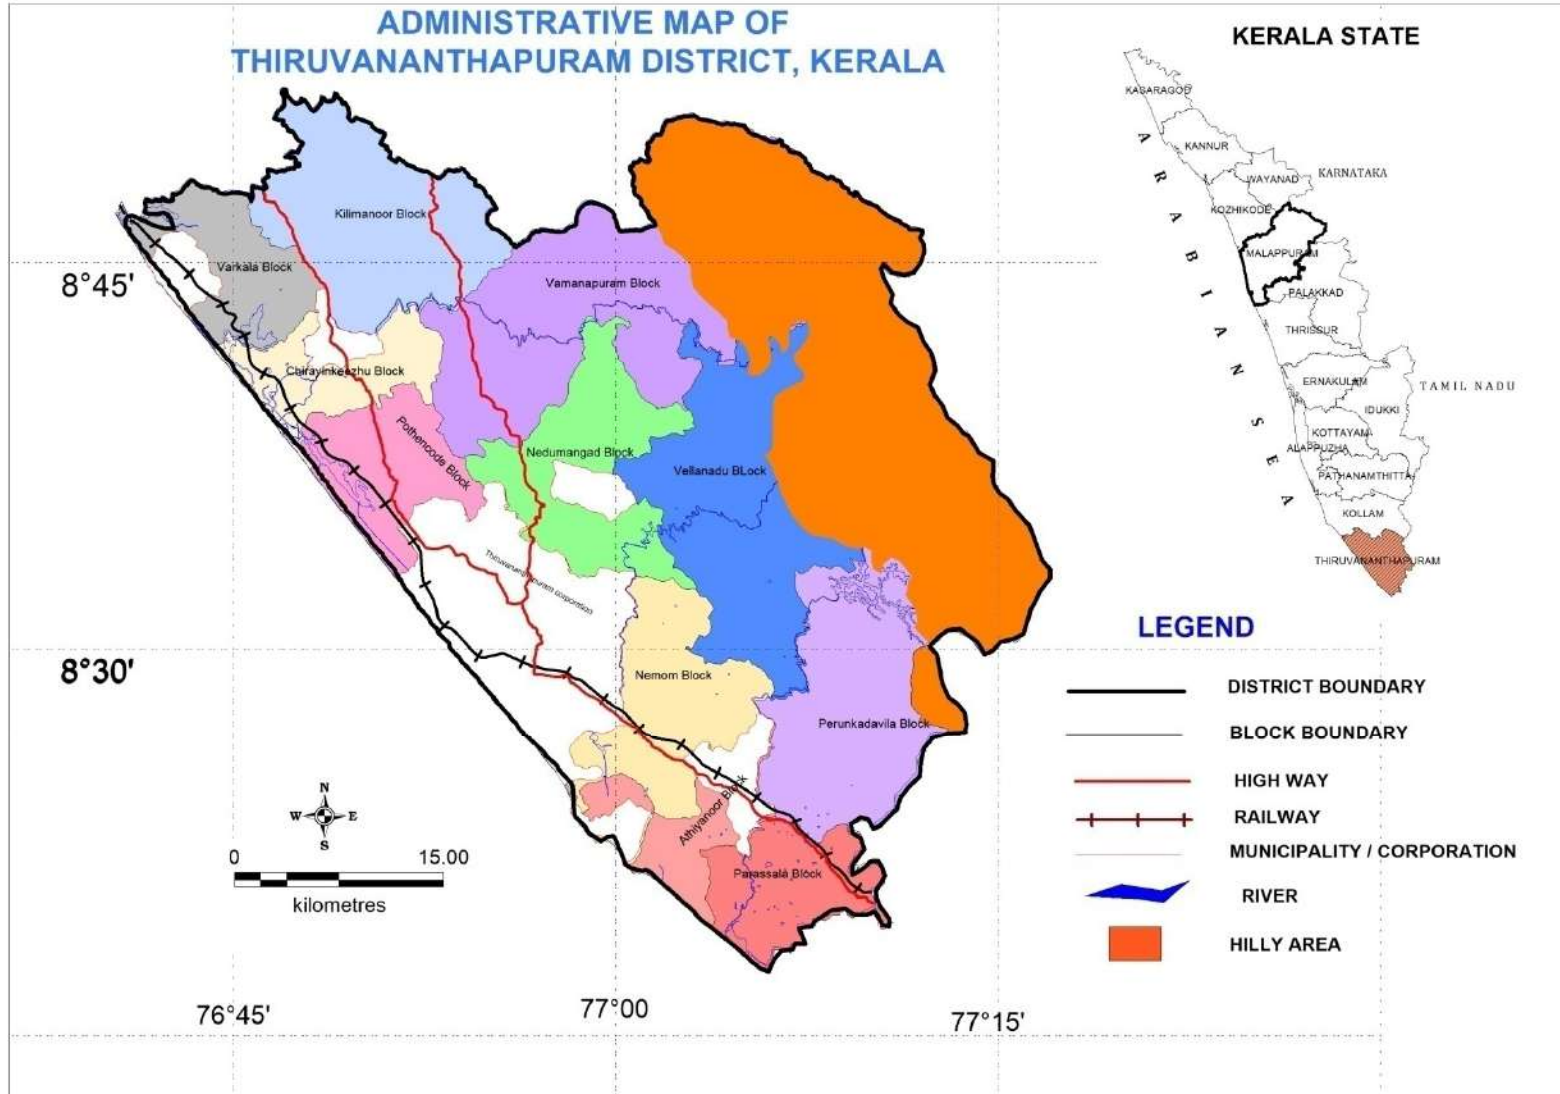 ADMINISTRATIVE MAP OF
THIRUVANANTHAPURAM DISTRICT, KERALA
KERALA STATE
KASARAGOD
KANNUR
WAYANAD
KARNATAKA
KOZHIKODE
MALAPPURAM
PALAKKAD
THRISSUR
ERNAKULAM
TAMIL NADU
IDUKKI
KOTTAYAM
ALAPPUZHA
PATHANAMTHITTA
KOLLAM
THIRUVANANTHAPURAM
ARABIAN SEA
Kilimanoor Block
Varkala Block
Vamanapuram Block
Chirayinkeezhu Block
Pothencode Block
Nedumangad Block
Vellanadu BLock
Thiruvananthapuram corporation
Nemom Block
Perunkadavila Block
Athiyanoor Block
Parassala Block
8°45'
8°30'
N
W E
S
0 15.00
kilometres
76°45'
77°00
77°15'
LEGEND
DISTRICT BOUNDARY
BLOCK BOUNDARY
HIGH WAY
RAILWAY
MUNICIPALITY / CORPORATION
RIVER
HILLY AREA